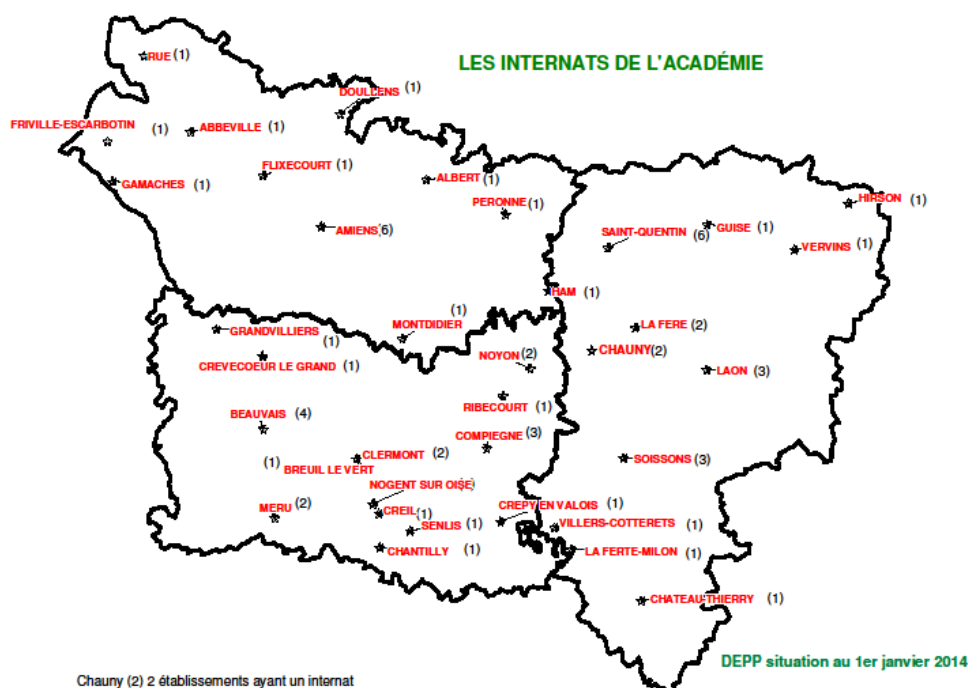 LES INTERNATS DE L'ACADÉMIE
RUE (1)
DOULLENS (1)
FRIVILLE-ESCARBOTIN (1)
ABBEVILLE (1)
FLIXECOURT (1)
ALBERT (1)
GAMACHES (1)
PERONNE (1)
HIRSON (1)
AMIENS (6)
SAINT-QUENTIN (6)
GUISE (1)
VERVINS (1)
HAM (1)
MONTDIDIER (1)
GRANDVILLIERS (1)
LA FERE (2)
CHAUNY (2)
NOYON (2)
CREVECOEUR LE GRAND (1)
LAON (3)
RIBECOURT (1)
BEAUVAIS (4)
COMPIEGNE (3)
CLERMONT (2)
(1) BREUIL LE VERT
SOISSONS (3)
NOGENT SUR OISE
MERU (2)
CREIL (1)
CREPY EN VALOIS (1)
SENLIS (1)
VILLERS-COTTERETS (1)
CHANTILLY (1)
LA FERTE-MILON (1)
CHATEAU-THIERRY (1)
DEPP situation au 1er janvier 2014
Chauny (2) 2 établissements ayant un internat